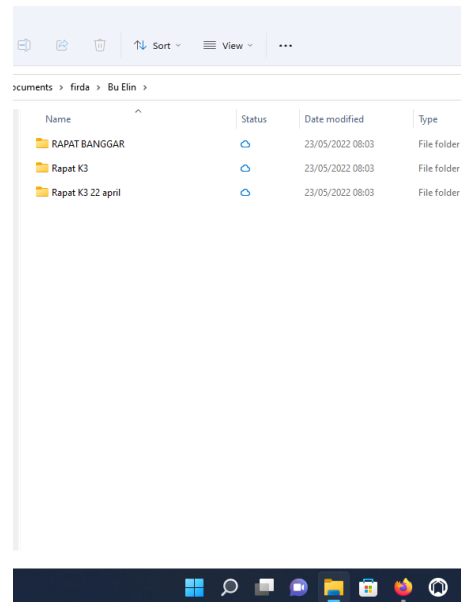 Sort View
ocuments > firda > Bu Elin >
Name Status Date modified Type
RAPAT BANGGAR 23/05/2022 08:03 File folder
Rapat K3 23/05/2022 08:03 File folder
Rapat K3 22 april 23/05/2022 08:03 File folder